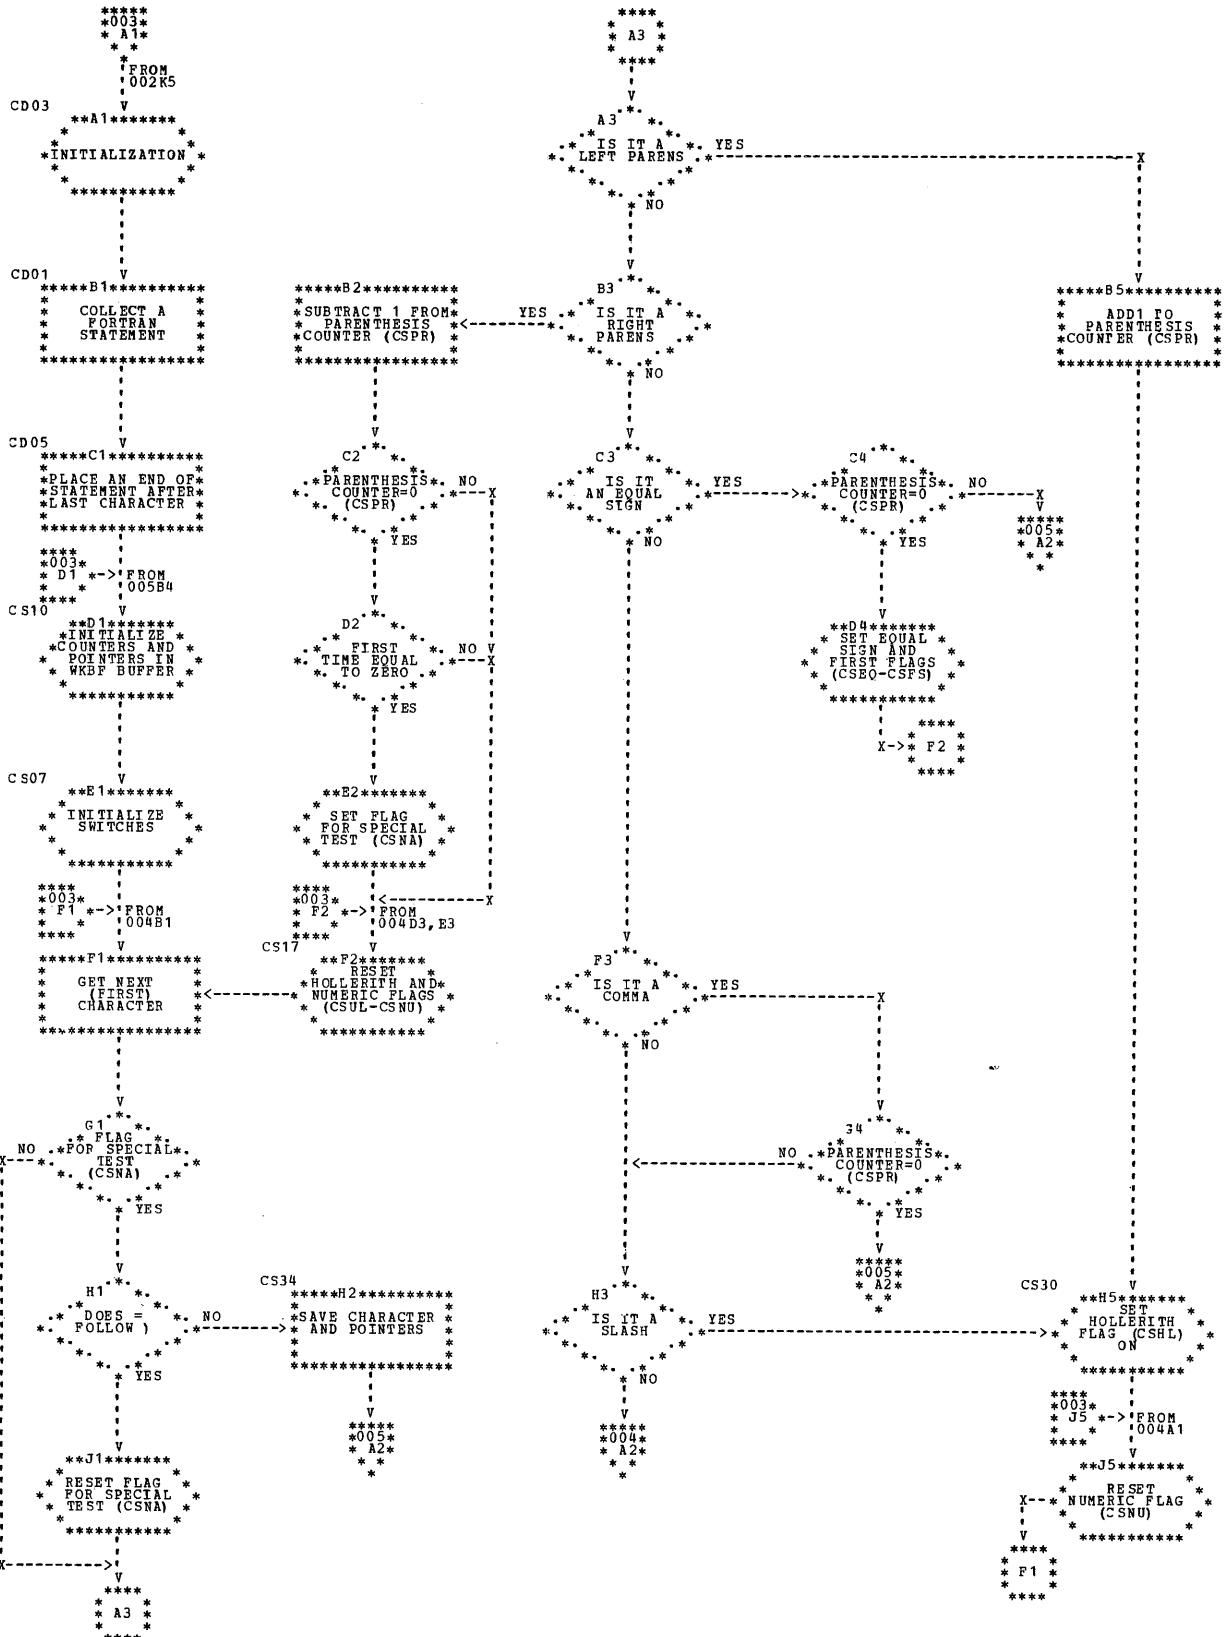 *003*
A1
FROM
002K5
CD03
**A1*******
*INITIALIZATION *
CD01
*****B1**********
COLLECT A
FORTRAN
STATEMENT
CD05
*****C1**********
*PLACE AN END OF*
*STATEMENT AFTER*
*LAST CHARACTER *
*003*
* D1 *-> FROM
005B4
CS10
**D1*******
*INITIALIZE *
*COUNTERS AND *
POINTERS IN
WKBF BUFFER
CS07
**E1*******
INITIALIZE
SWITCHES
*003*
* F1 *-> FROM
004B1
*****F1**********
GET NEXT
(FIRST)
CHARACTER
G1
FLAG
NO .*FOR SPECIAL*.
TEST
(CSNA)
YES
H1
DOES =
FOLLOW )
NO
YES
**J1*******
RESET FLAG
FOR SPECIAL
TEST (CSNA)
A3
*****B2**********
*SUBTRACT 1 FROM*
PARENTHESIS
COUNTER (CSPR)
C2
.*PARENTHESIS*. NO
COUNTER=0
(CSPR)
YES
D2
FIRST
TIME EQUAL
TO ZERO
NO
YES
**E2*******
SET FLAG
FOR SPECIAL
TEST (CSNA)
*003*
* F2 *-> FROM
004D3,E3
CS17
**F2*******
RESET
*HOLLERITH AND*
NUMERIC FLAGS
(CSUL-CSNU)
CS34
*****H2**********
*SAVE CHARACTER
AND POINTERS
*005*
A2
A3
A3
IS IT A
LEFT PARENS
YES
NO
B3
IS IT A
RIGHT
PARENS
YES
NO
C3
IS IT
AN EQUAL
SIGN
YES
NO
F3
IS IT A
COMMA
YES
NO
H3
IS IT A
SLASH
YES
NO
*004*
A2
C4
.*PARENTHESIS*. NO
COUNTER=0
(CSPR)
YES
*005*
A2
**D4*******
SET EQUAL
SIGN AND
FIRST FLAGS
(CSEQ-CSFS)
X->* F2 *
G4
NO .*PARENTHESIS*.
COUNTER=0
(CSPR)
YES
*005*
A2
*****B5**********
ADD1 TO
PARENTHESIS
*COUNTER (CSPR)
CS30
**H5*******
SET
HOLLERITH
FLAG (CSHL)
ON
*003*
* J5 *-> FROM
004A1
**J5*******
RESET
NUMERIC FLAG
(CSNU)
F1